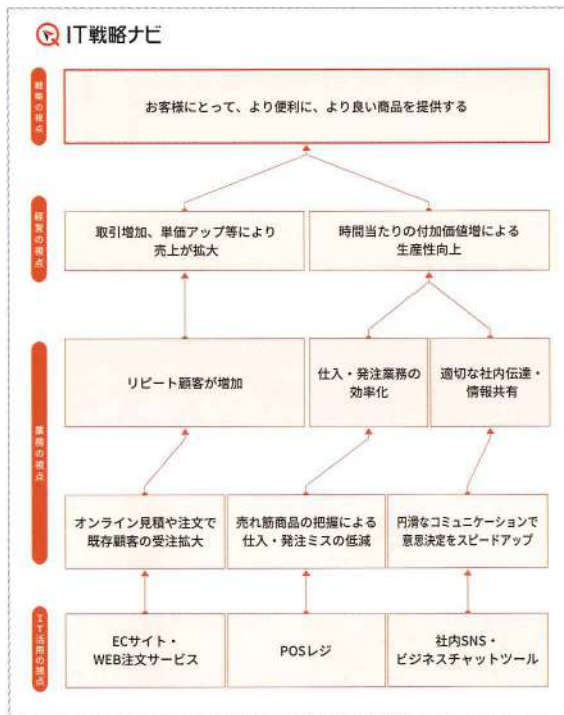 IT戦略ナビ
戦略の視点
お客様にとって、より便利に、より良い商品を提供する
経営の視点
取引増加、単価アップ等により
売上が拡大
時間当たりの付加価値増による
生産性向上
業務の視点
リピート顧客が増加
仕入・発注業務の
効率化
適切な社内伝達・
情報共有
オンライン見積や注文で
既存顧客の受注拡大
売れ筋商品の把握による
仕入・発注ミスの低減
円滑なコミュニケーションで
意思決定をスピードアップ
IT活用の視点
ECサイト・
WEB注文サービス
POSレジ
社内SNS・
ビジネスチャットツール